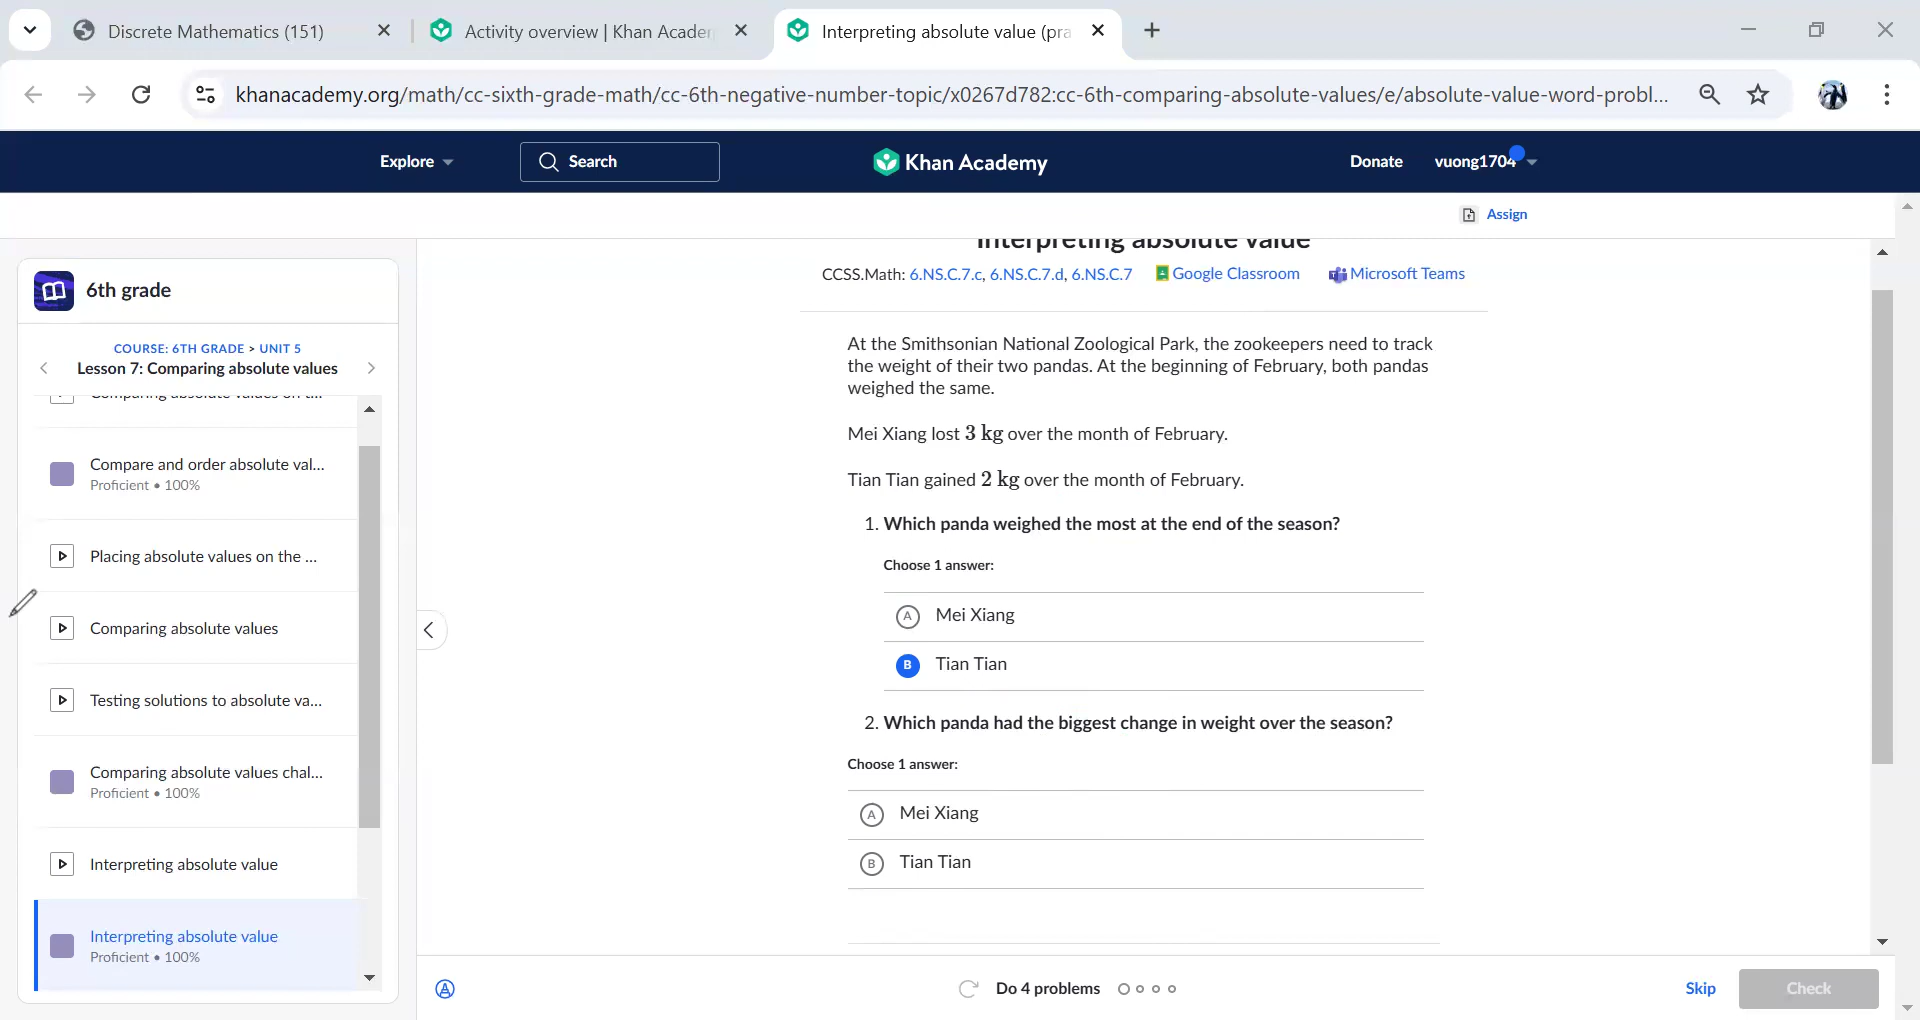 Discrete Mathematics (151)
Activity overview | Khan Acade
Interpreting absolute value (pra
khanacademy.org/math/cc-sixth-grade-math/cc-6th-negative-number-topic/x0267d782:cc-6th-comparing-absolute-values/e/absolute-value-word-probl...
Explore
Search
Khan Academy
Donate
vuong1704
Assign
6th grade
COURSE: 6TH GRADE > UNIT 5
Lesson 7: Comparing absolute values
Comparing absolute values on t...
Compare and order absolute val...
Proficient • 100%
Placing absolute values on the ...
Comparing absolute values
Testing solutions to absolute va...
Comparing absolute values chal...
Proficient • 100%
Interpreting absolute value
Interpreting absolute value
Proficient • 100%
Interpreting absolute value
CCSS.Math: 6.NS.C.7.c, 6.NS.C.7.d, 6.NS.C.7
Google Classroom
Microsoft Teams
At the Smithsonian National Zoological Park, the zookeepers need to track
the weight of their two pandas. At the beginning of February, both pandas
weighed the same.
Mei Xiang lost 3 kg over the month of February.
Tian Tian gained 2 kg over the month of February.
1. Which panda weighed the most at the end of the season?
Choose 1 answer:
A Mei Xiang
B Tian Tian
2. Which panda had the biggest change in weight over the season?
Choose 1 answer:
A Mei Xiang
B Tian Tian
Do 4 problems
Skip
Check